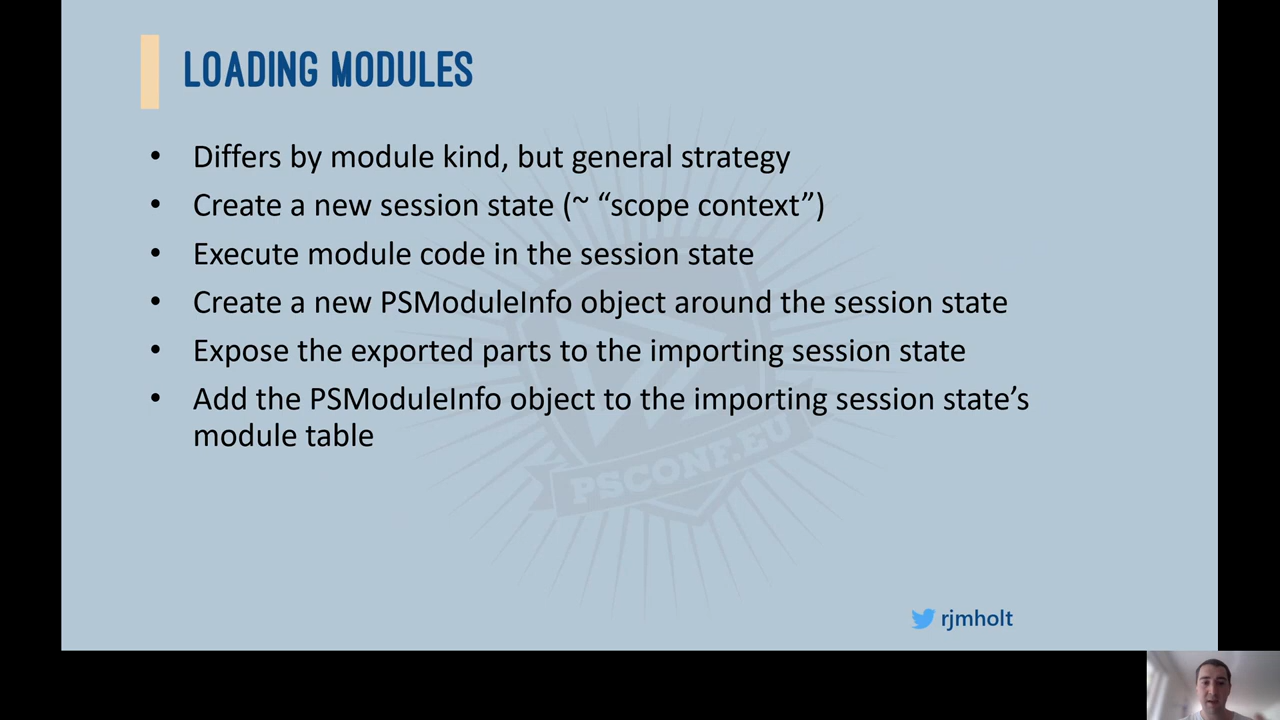 LOADING MODULES
• Differs by module kind, but general strategy
• Create a new session state (~ “scope context”)
• Execute module code in the session state
• Create a new PSModuleInfo object around the session state
• Expose the exported parts to the importing session state
• Add the PSModuleInfo object to the importing session state’s
module table
PSCONF.EU
rjmholt